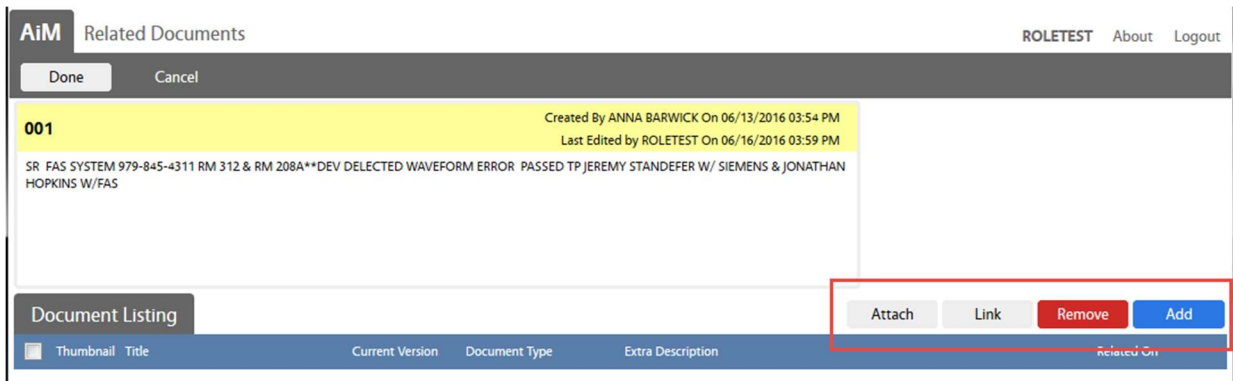 AiM Related Documents ROLETEST About Logout
Done Cancel
001
Created By ANNA BARWICK On 06/13/2016 03:54 PM
Last Edited by ROLETEST On 06/16/2016 03:59 PM
SR FAS SYSTEM 979-845-4311 RM 312 & RM 208A**DEV DELECTED WAVEFORM ERROR PASSED TP JEREMY STANDEFER W/ SIEMENS & JONATHAN
HOPKINS W/FAS
Document Listing Attach Link Remove Add
Thumbnail Title Current Version Document Type Extra Description Related On